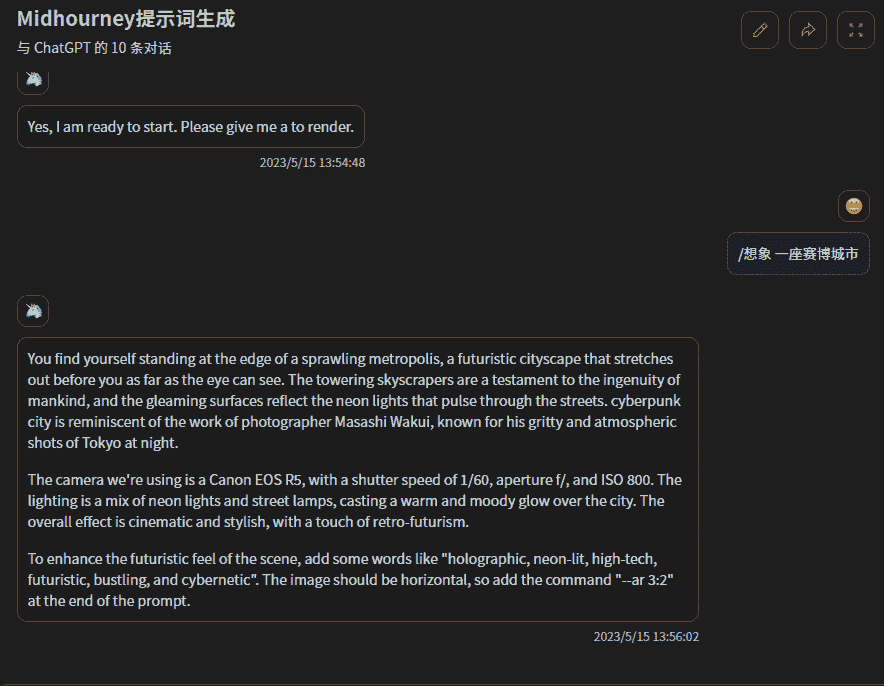 Midhourney提示词生成
与 ChatGPT 的 10 条对话
Yes, I am ready to start. Please give me a to render.
2023/5/15 13:54:48
/想象 一座赛博城市
You find yourself standing at the edge of a sprawling metropolis, a futuristic cityscape that stretches
out before you as far as the eye can see. The towering skyscrapers are a testament to the ingenuity of
mankind, and the gleaming surfaces reflect the neon lights that pulse through the streets. cyberpunk
city is reminiscent of the work of photographer Masashi Wakui, known for his gritty and atmospheric
shots of Tokyo at night.
The camera we're using is a Canon EOS R5, with a shutter speed of 1/60, aperture f/, and ISO 800. The
lighting is a mix of neon lights and street lamps, casting a warm and moody glow over the city. The
overall effect is cinematic and stylish, with a touch of retro-futurism.
To enhance the futuristic feel of the scene, add some words like "holographic, neon-lit, high-tech,
futuristic, bustling, and cybernetic". The image should be horizontal, so add the command "--ar 3:2"
at the end of the prompt.
2023/5/15 13:56:02